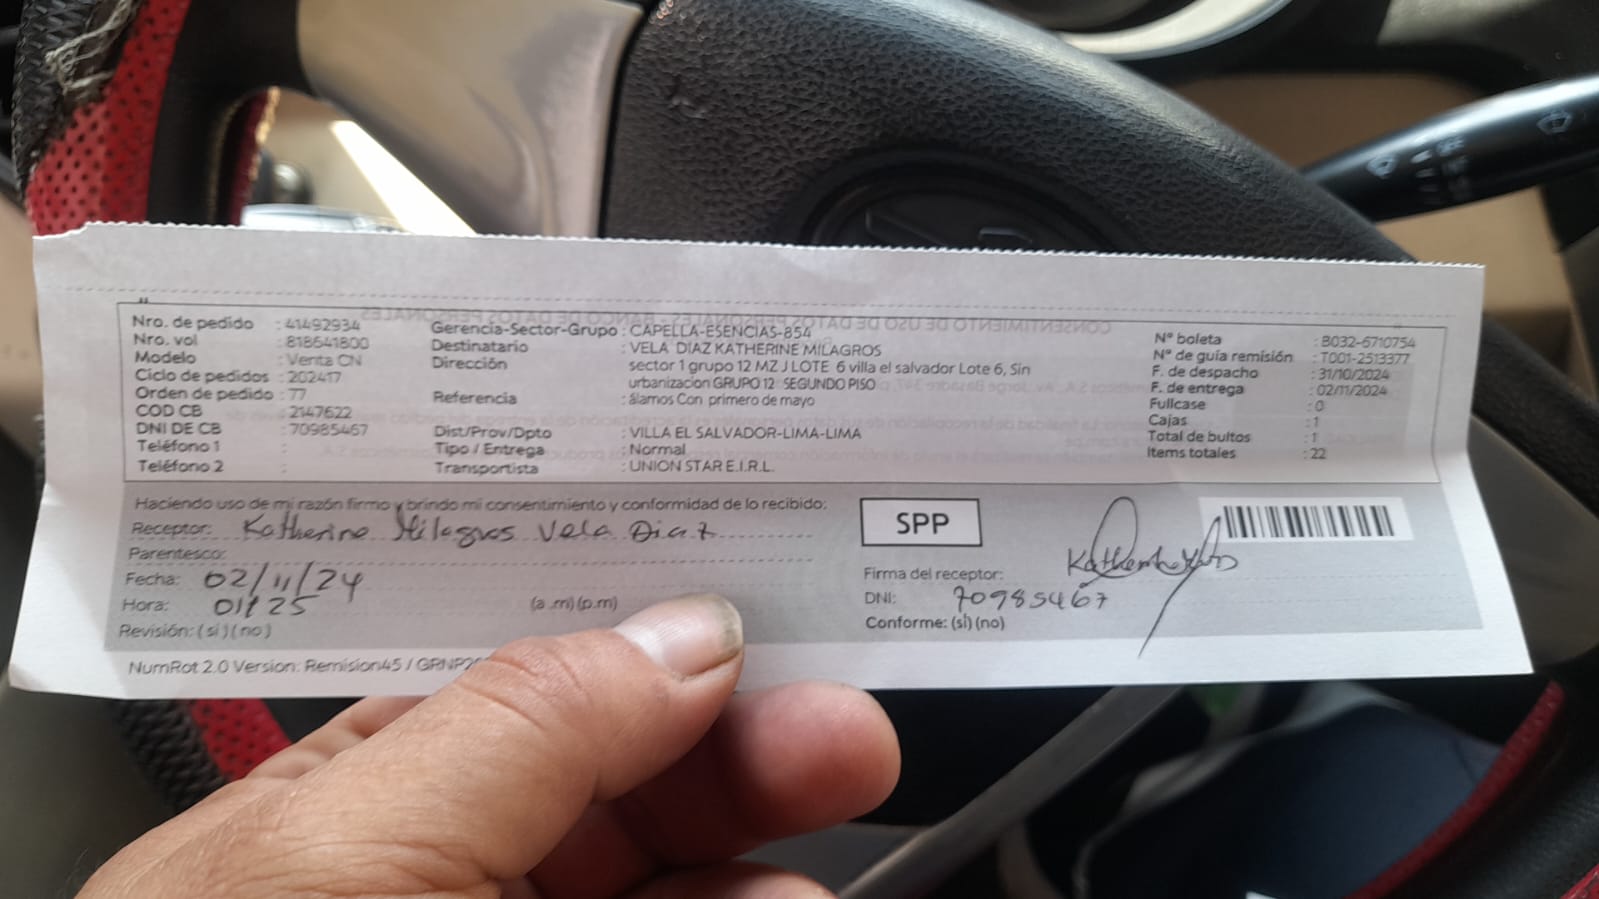 Nro. de pedido : 41492934
Nro. vol : 818641800
Modelo : Venta CN
Ciclo de pedidos : 202417
Orden de pedido : 77
COD CB : 2147622
DNI DE CB : 70985467
Teléfono 1 :
Teléfono 2 :
Gerencia-Sector-Grupo : CAPELLA-ESENCIAS-854
Destinatario : VELA DIAZ KATHERINE MILAGROS
Dirección : sector 1 grupo 12 MZ J LOTE 6 villa el salvador Lote 6, Sin
urbanizacion GRUPO 12 SEGUNDO PISO
Referencia : álamos Con primero de mayo
Dist/Prov/Dpto : VILLA EL SALVADOR-LIMA-LIMA
Tipo / Entrega : Normal
Transportista : UNION STAR E.I.R.L.
Nº boleta : B032-6710754
Nº de guía remisión : T001-2513377
F. de despacho : 31/10/2024
F. de entrega : 02/11/2024
Fullcase : 0
Cajas : 1
Total de bultos : 1
Items totales : 22
Haciendo uso de mi razón firmo y brindo mi consentimiento y conformidad de lo recibido:
Receptor: Katherine Milagros Vela Diaz
Parentesco:
Fecha: 02/11/24
Hora: 01:25 (a.m) (p.m)
Revisión: (si) (no)
SPP
Firma del receptor:
DNI: 70985467
Conforme: (si) (no)
NumRot 2.0 Version: Remision45 /